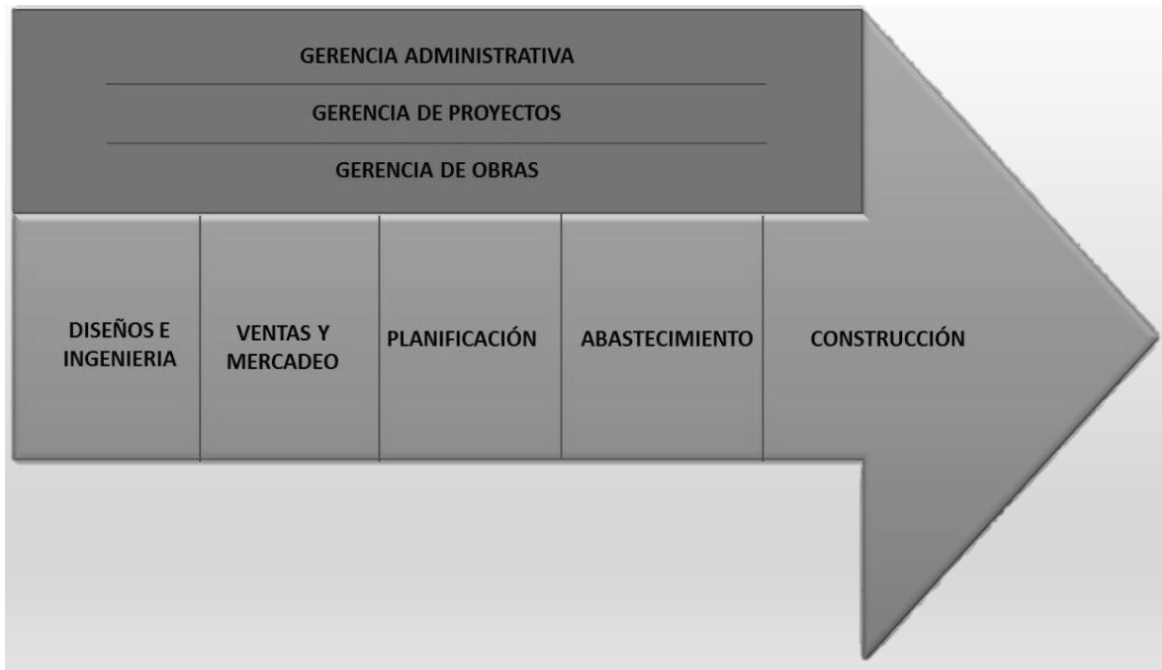 GERENCIA ADMINISTRATIVA
GERENCIA DE PROYECTOS
GERENCIA DE OBRAS
DISEÑOS E
INGENIERIA
VENTAS Y
MERCADEO
PLANIFICACIÓN
ABASTECIMIENTO
CONSTRUCCIÓN